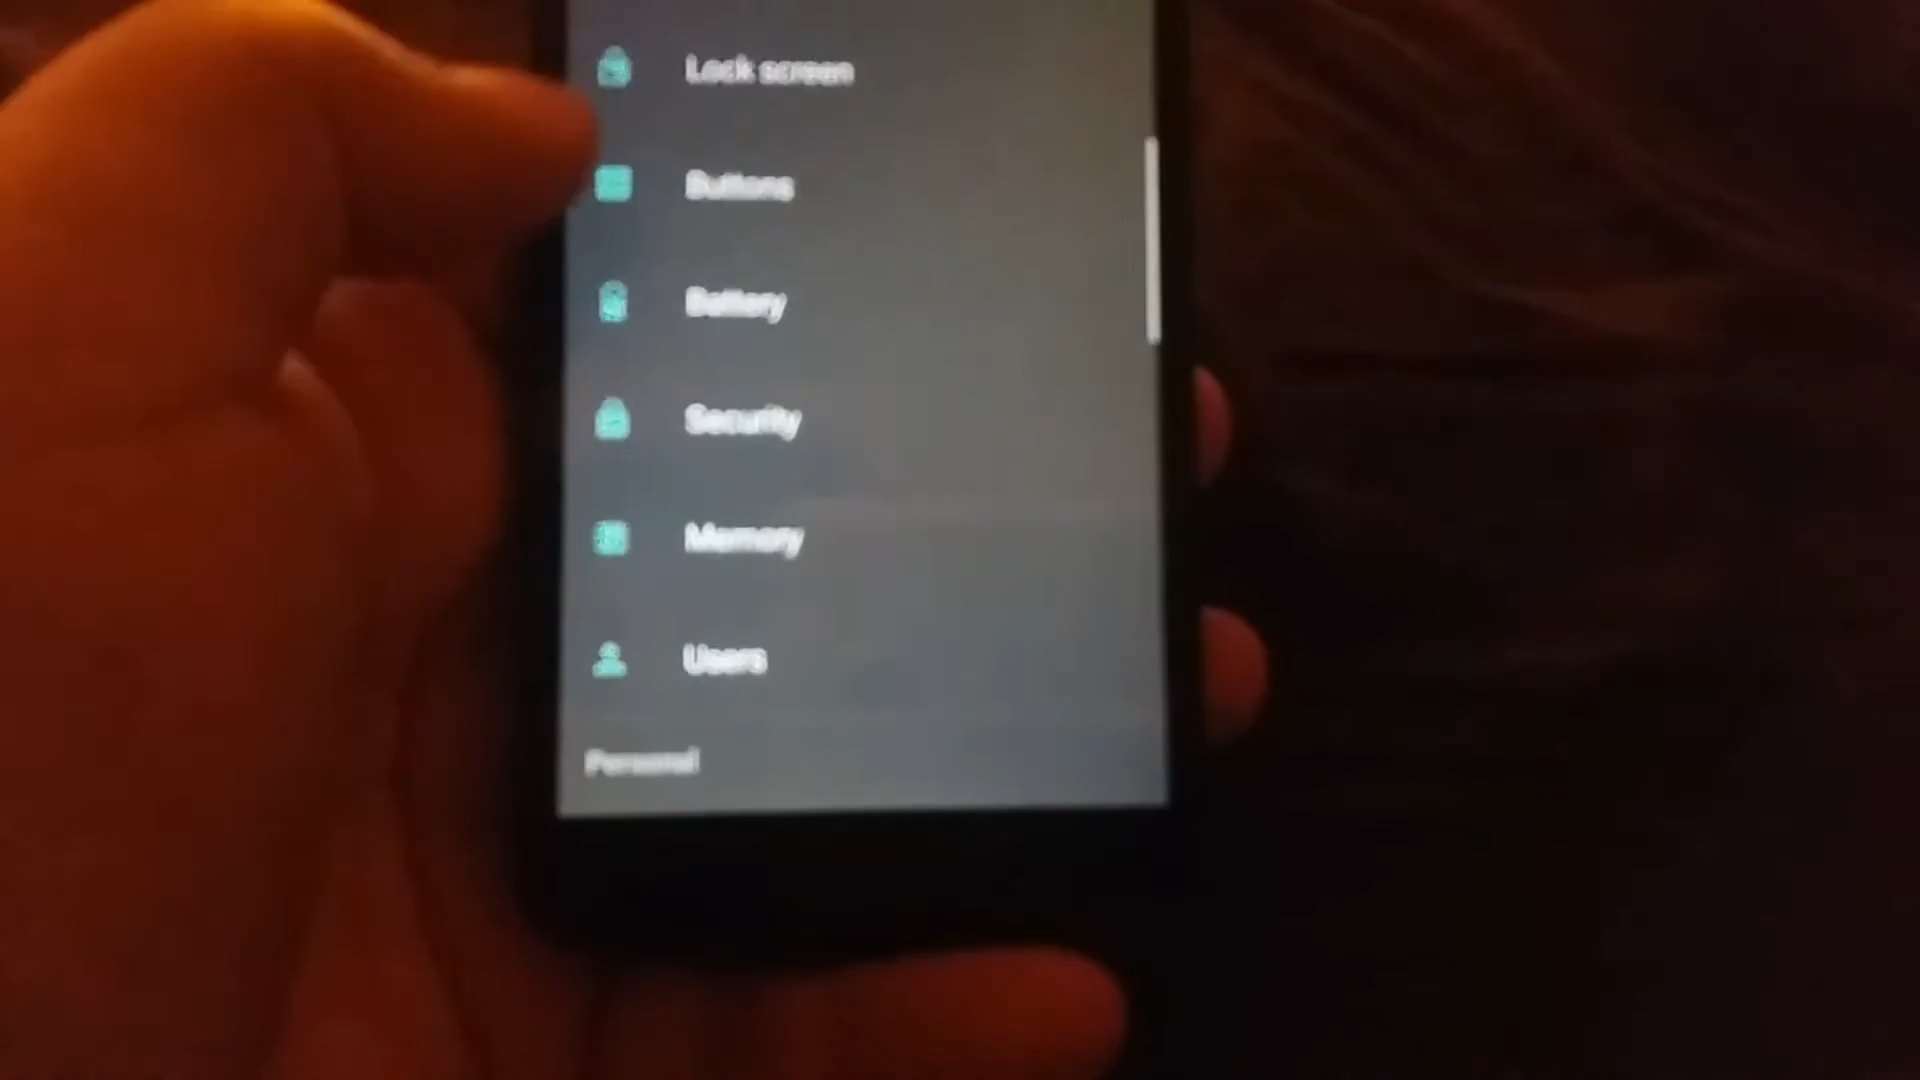 Lock screen
Buttons
Battery
Security
Memory
Users
Personal